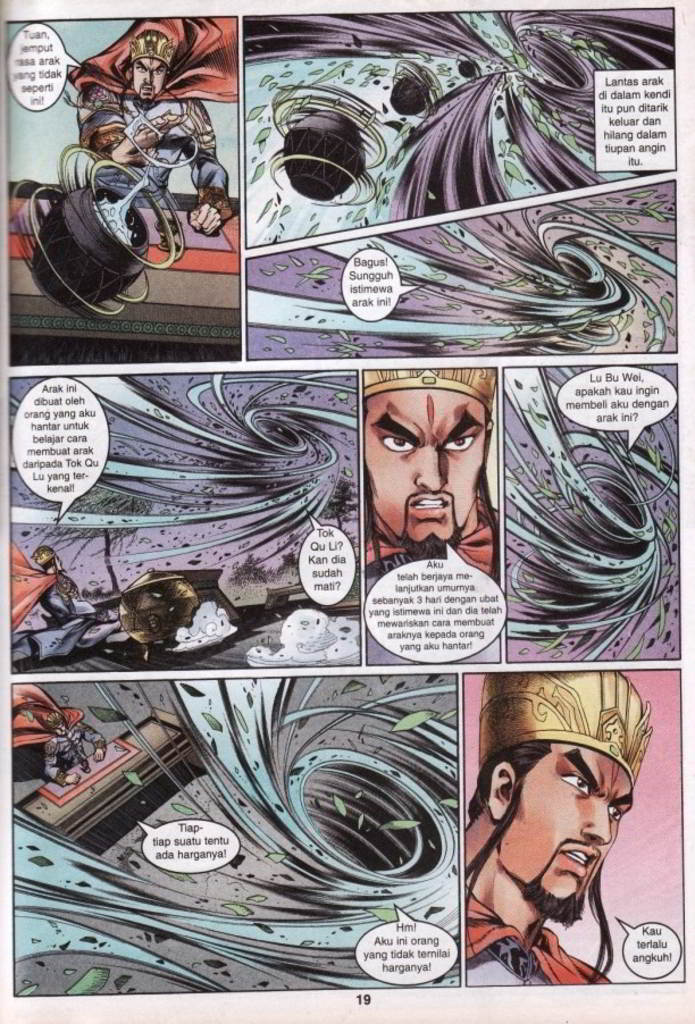 Tuan,
jemput
rasa arak
yang tidak
seperti
ini!
Lantas arak
di dalam kendi
itu pun ditarik
keluar dan
hilang dalam
tiupan angin
itu.
Bagus!
Sungguh
istimewa
arak ini!
Arak ini
dibuat oleh
orang yang aku
hantar untuk
belajar cara
membuat arak
daripada Tok Qu
Lu yang ter-
kenal!
Tok
Qu Li?
Kan dia
sudah
mati?
Aku
telah berjaya me-
lanjutkan umurnya
sebanyak 3 hari dengan ubat
yang istimewa ini dan dia telah
mewariskan cara membuat
araknya kepada orang
yang aku hantar!
Lu Bu Wei,
apakah kau ingin
membeli aku dengan
arak ini?
Tiap-
tiap suatu tentu
ada harganya!
Hm!
Aku ini orang
yang tidak ternilai
harganya!
Kau
terlalu
angkuh!
19